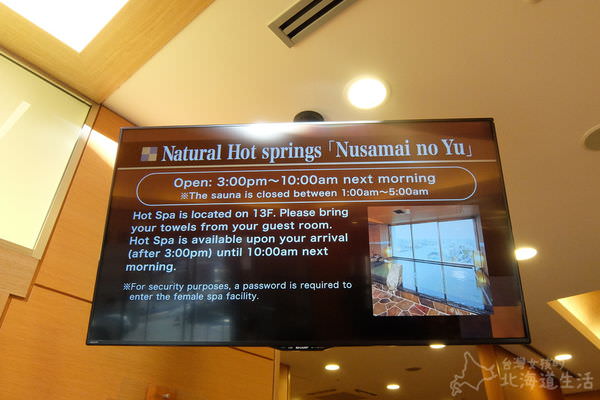 Natural Hot springs「Nusamai no Yu」
Open: 3:00pm～10:00am next morning
※The sauna is closed between 1:00am～5:00am
Hot Spa is located on 13F. Please bring
your towels from your guest room.
Hot Spa is available upon your arrival
(after 3:00pm) until 10:00am next
morning.
※For security purposes, a password is required to
enter the female spa facility.
台灣女孩的
北海道生活